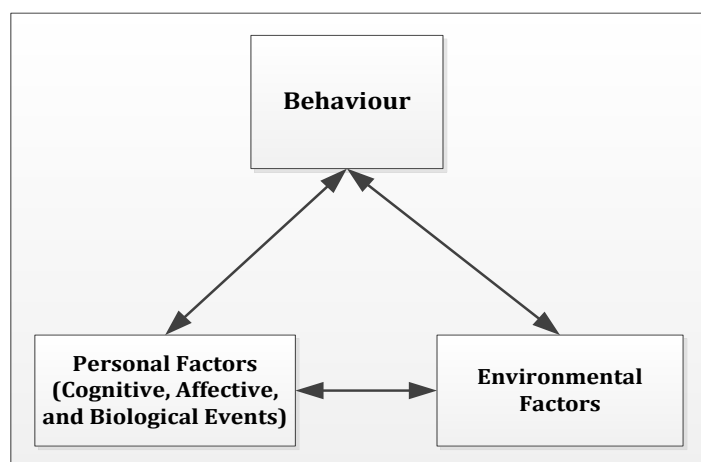 Behaviour
Personal Factors
(Cognitive, Affective,
and Biological Events)
Environmental
Factors